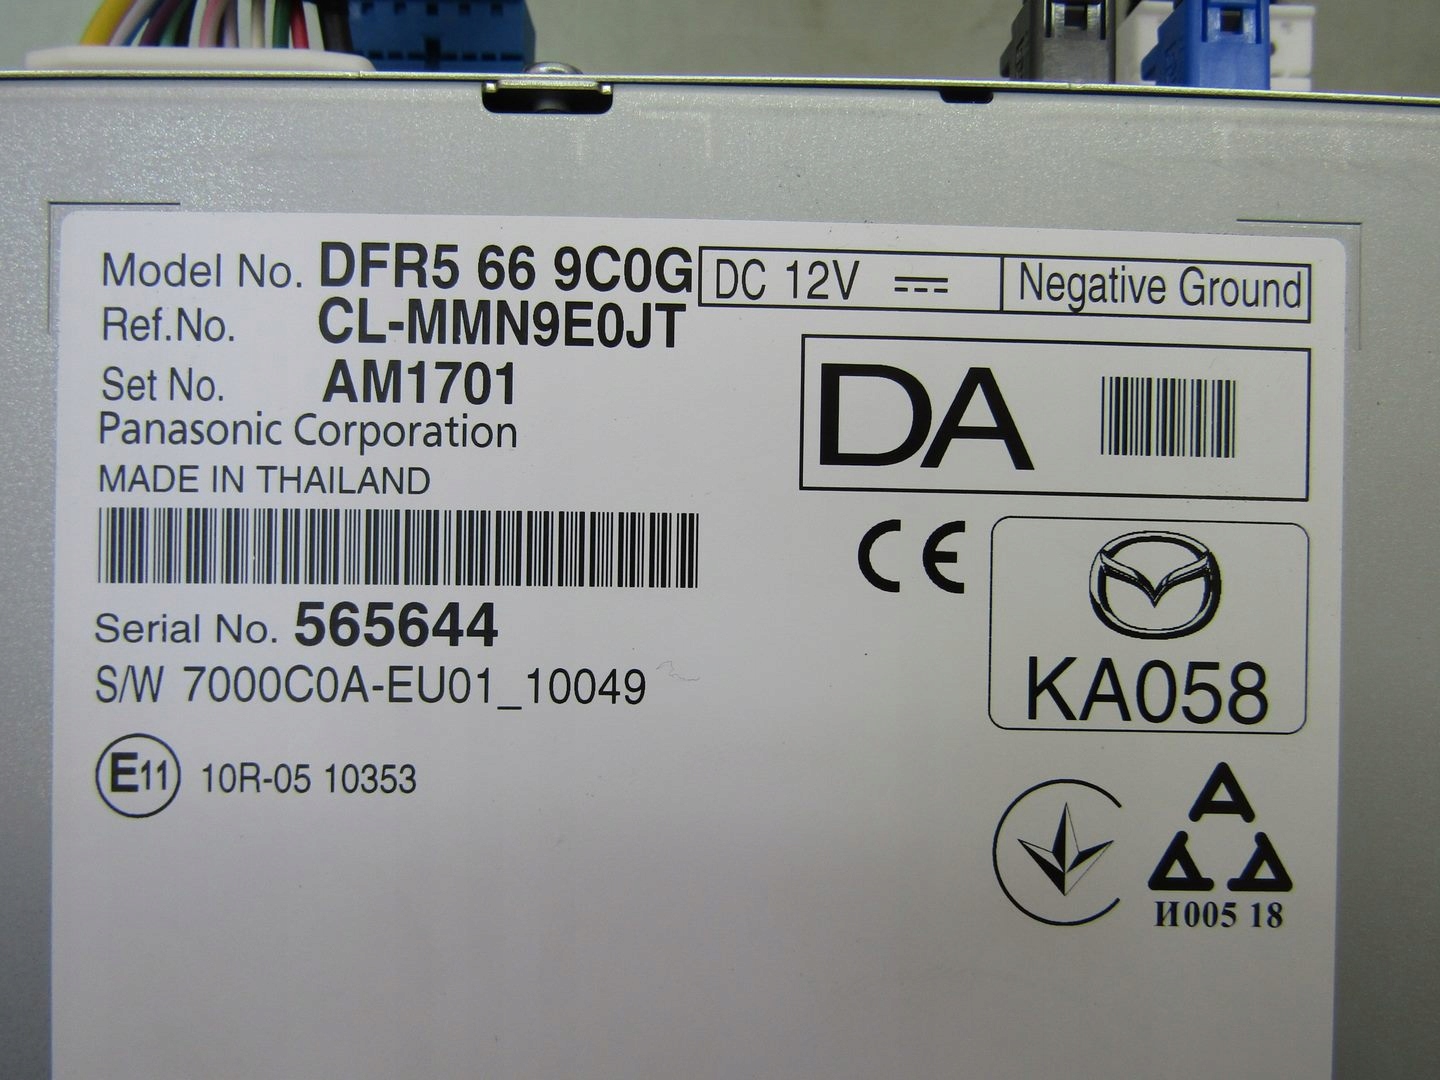 Model No. DFR5 66 9C0G
DC 12V
Negative Ground
Ref.No. CL-MMN9E0JT
Set No. AM1701
Panasonic Corporation
MADE IN THAILAND
DA
CE
Serial No. 565644
S/W 7000C0A-EU01_10049
KA058
E11 10R-05 10353
И005 18